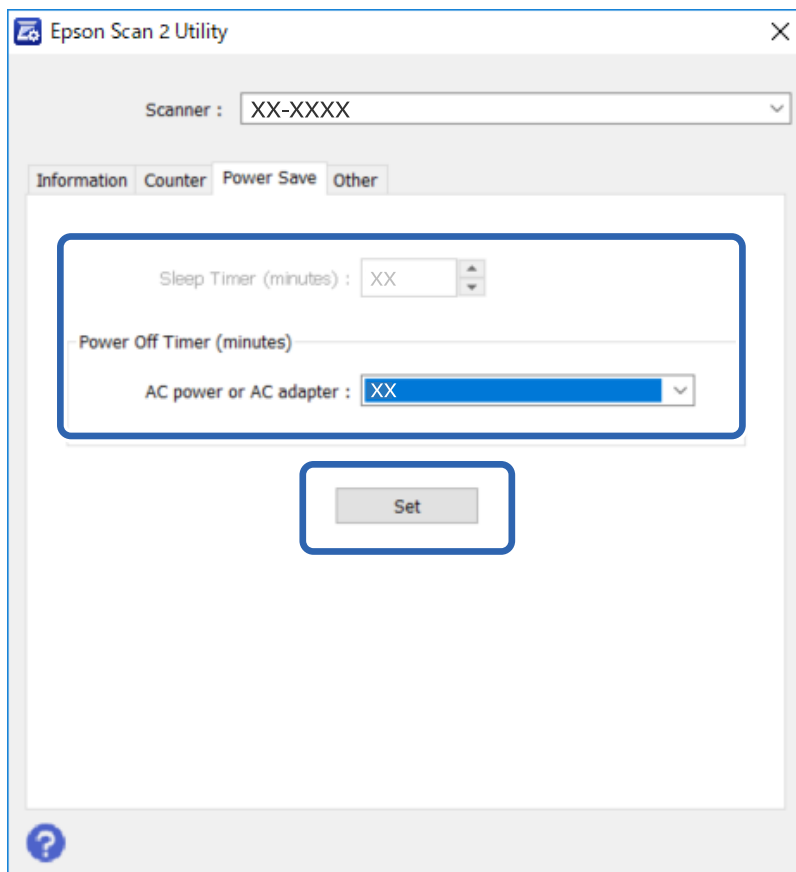 Epson Scan 2 Utility
Scanner : XX-XXXX
Information Counter Power Save Other
Sleep Timer (minutes) : XX
Power Off Timer (minutes)
AC power or AC adapter : XX
Set
?